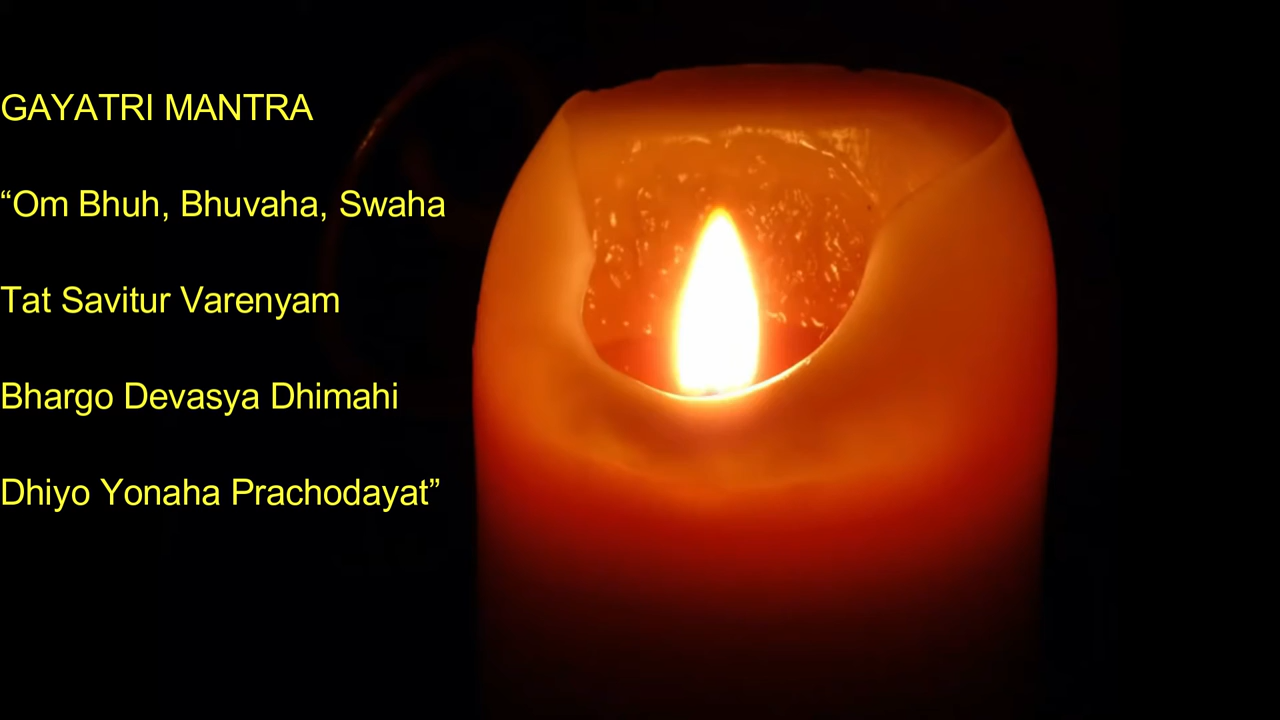 GAYATRI MANTRA
“Om Bhuh, Bhuvaha, Swaha
Tat Savitur Varenyam
Bhargo Devasya Dhimahi
Dhiyo Yonaha Prachodayat”